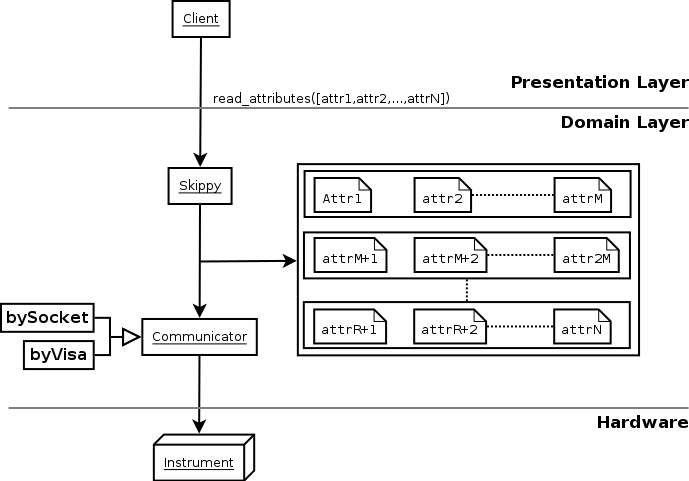 Client
Presentation Layer
read_attributes([attr1,attr2,...,attrN])
Domain Layer
Skippy
Attr1 attr2 attrM
attrM+1 attrM+2 attr2M
attrR+1 attrR+2 attrN
bySocket
Communicator
byVisa
Hardware
Instrument